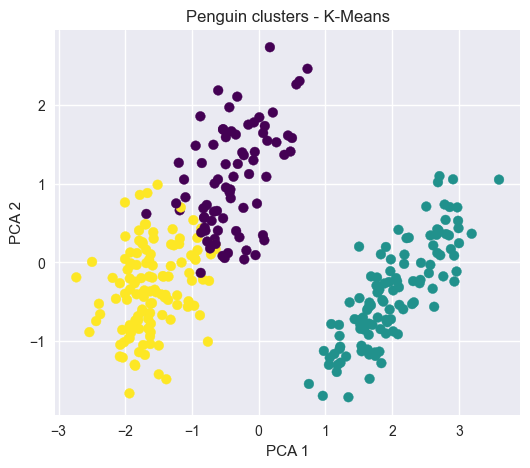 Penguin clusters - K-Means
PCA 2
2
1
0
−1
−3 −2 −1 0 1 2 3
PCA 1